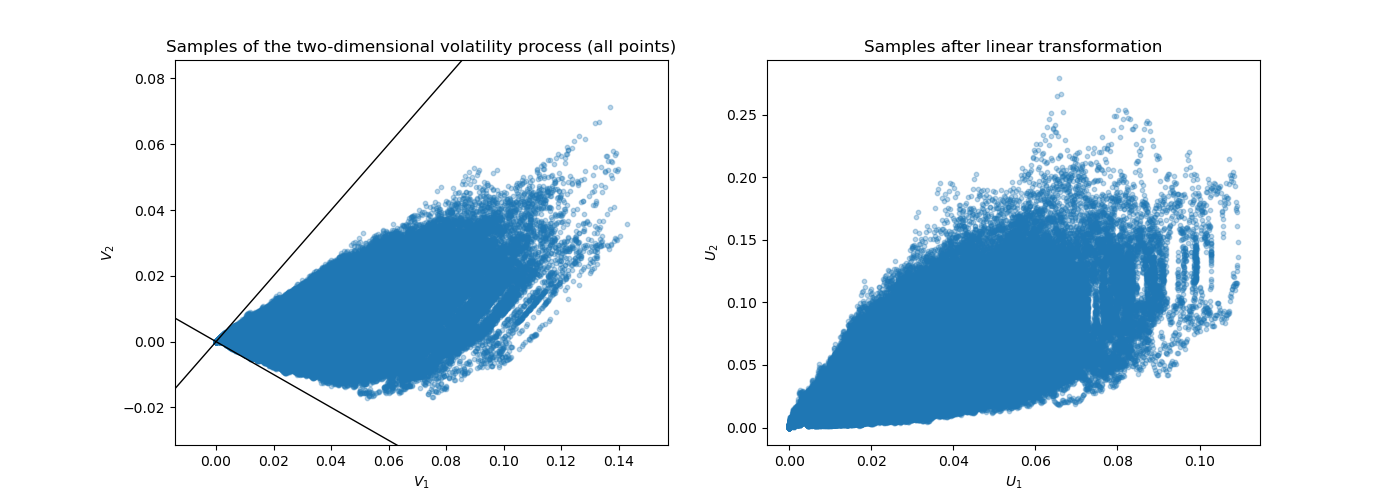 Samples of the two-dimensional volatility process (all points)
0.08
0.06
0.04
0.02
0.00
−0.02
V₂
0.00 0.02 0.04 0.06 0.08 0.10 0.12 0.14
V₁
Samples after linear transformation
0.25
0.20
0.15
0.10
0.05
0.00
U₂
0.00 0.02 0.04 0.06 0.08 0.10
U₁